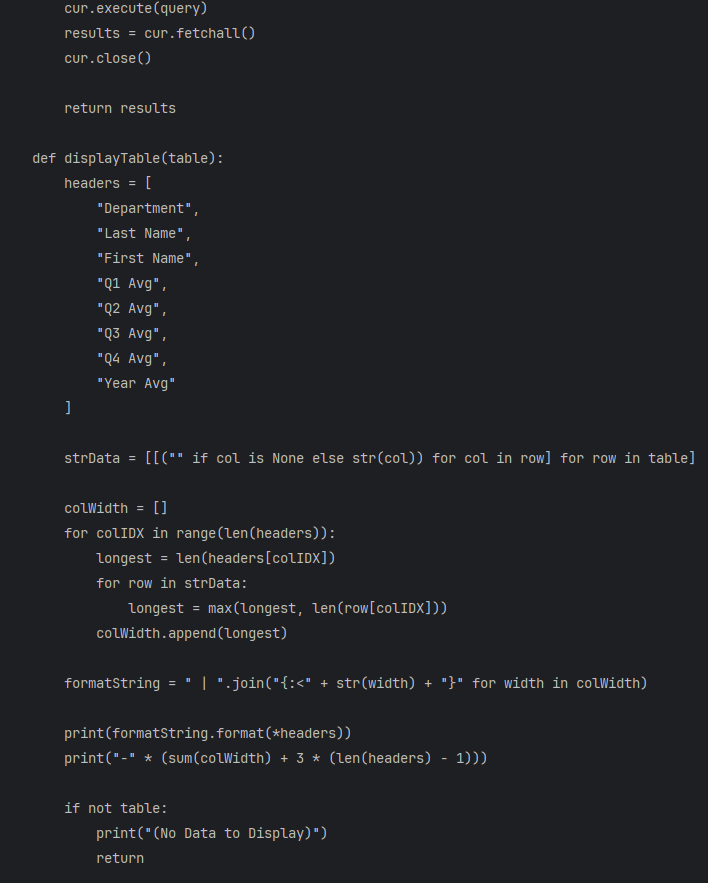 cur.execute(query)
        results = cur.fetchall()
        cur.close()

        return results

    def displayTable(table):
        headers = [
            "Department",
            "Last Name",
            "First Name",
            "Q1 Avg",
            "Q2 Avg",
            "Q3 Avg",
            "Q4 Avg",
            "Year Avg"
        ]

        strData = [[("" if col is None else str(col)) for col in row] for row in table]

        colWidth = []
        for colIDX in range(len(headers)):
            longest = len(headers[colIDX])
            for row in strData:
                longest = max(longest, len(row[colIDX]))
            colWidth.append(longest)

        formatString = " | ".join("{:<" + str(width) + "}" for width in colWidth)

        print(formatString.format(*headers))
        print("-" * (sum(colWidth) + 3 * (len(headers) - 1)))

        if not table:
            print("(No Data to Display)")
            return